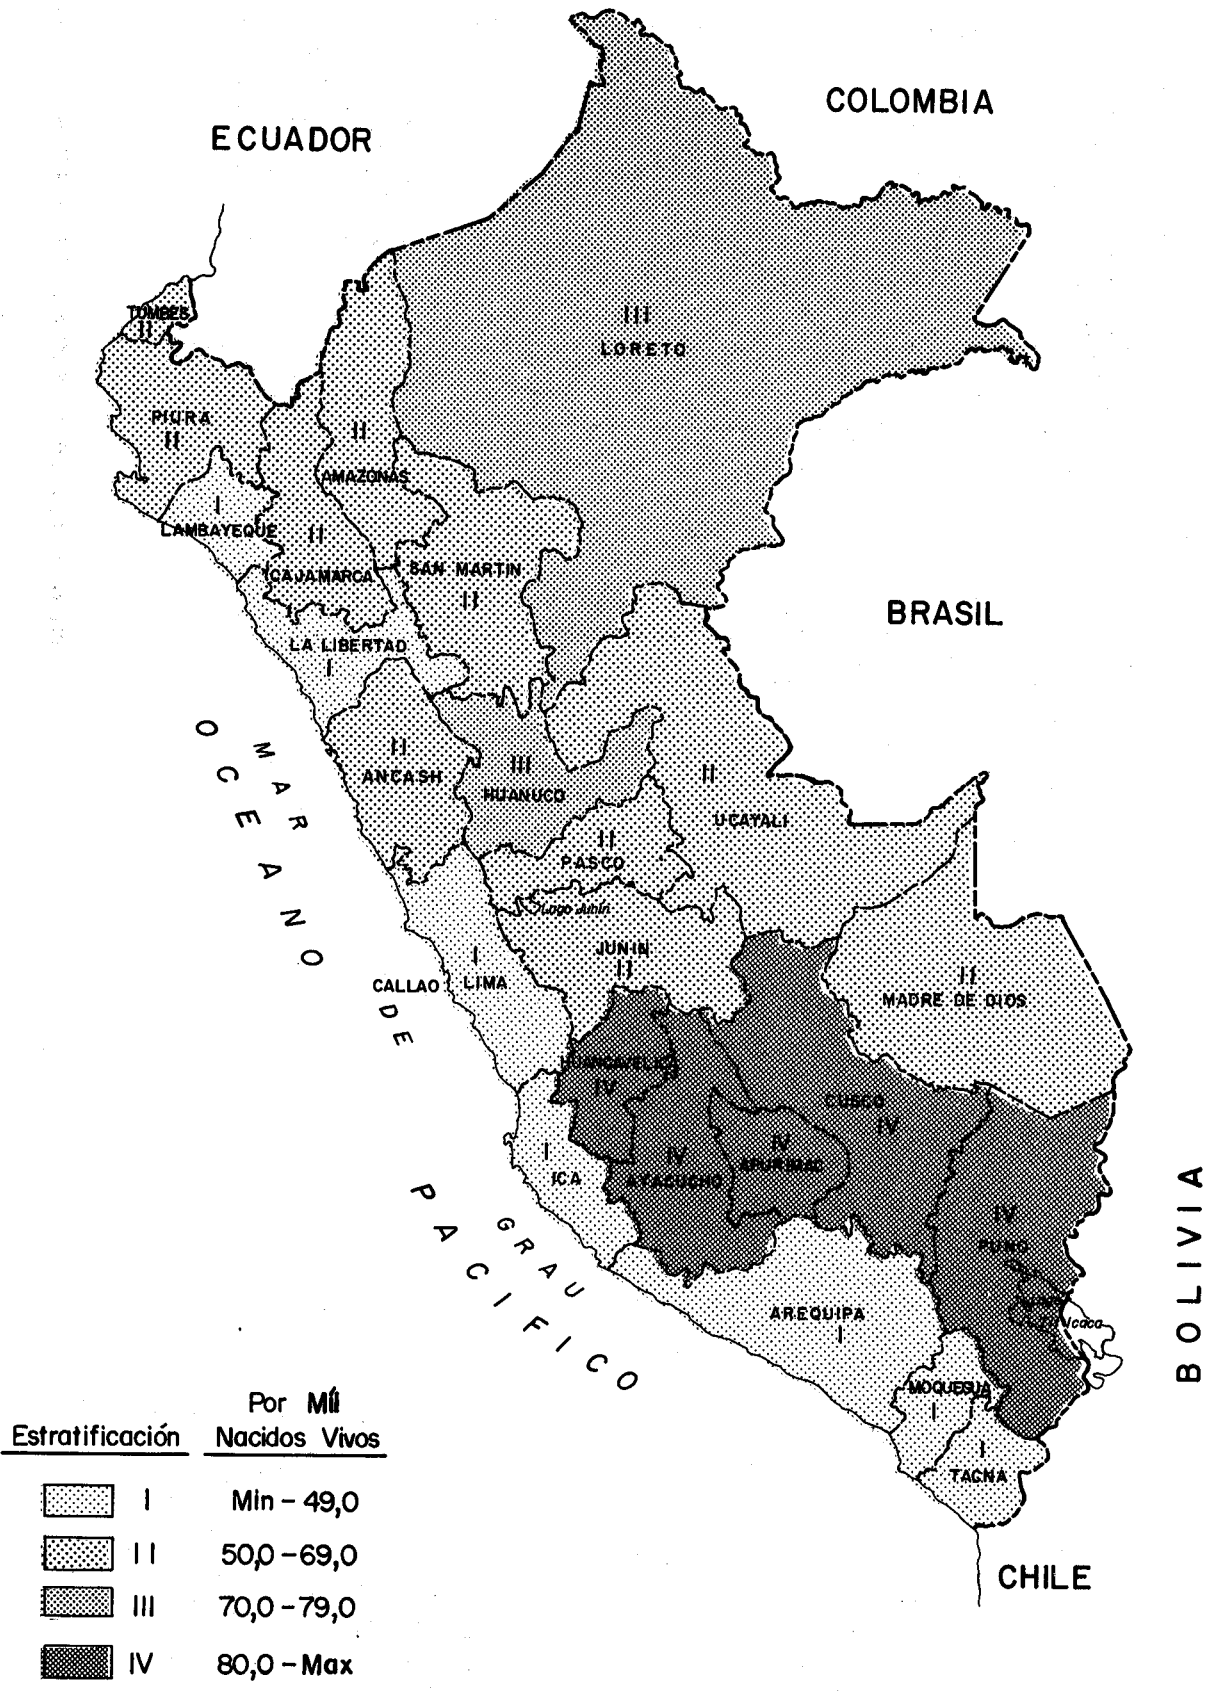 COLOMBIA
ECUADOR
TUMBES
II
III
LORETO
PIURA
II
II
AMAZONAS
I
LAMBAYEQUE
II
CAJAMARCA
SAN MARTIN
II
BRASIL
LA LIBERTAD
I
II
ANCASH
III
HUANUCO
II
UCAYALI
II
PASCO
Lago Junín
JUNIN
II
I
LIMA
CALLAO
II
MADRE DE DIOS
HUANCAVELICA
IV
CUSCO
IV
IV
APURIMAC
IV
AYACUCHO
I
ICA
IV
PUNO
MAR DE GRAU
OCEANO PACIFICO
BOLIVIA
AREQUIPA
I
MOQUEGUA
I
I
TACNA
CHILE
Por Mil
Estratificación Nacidos Vivos
I Min - 49,0
II 50,0 - 69,0
III 70,0 - 79,0
IV 80,0 - Max